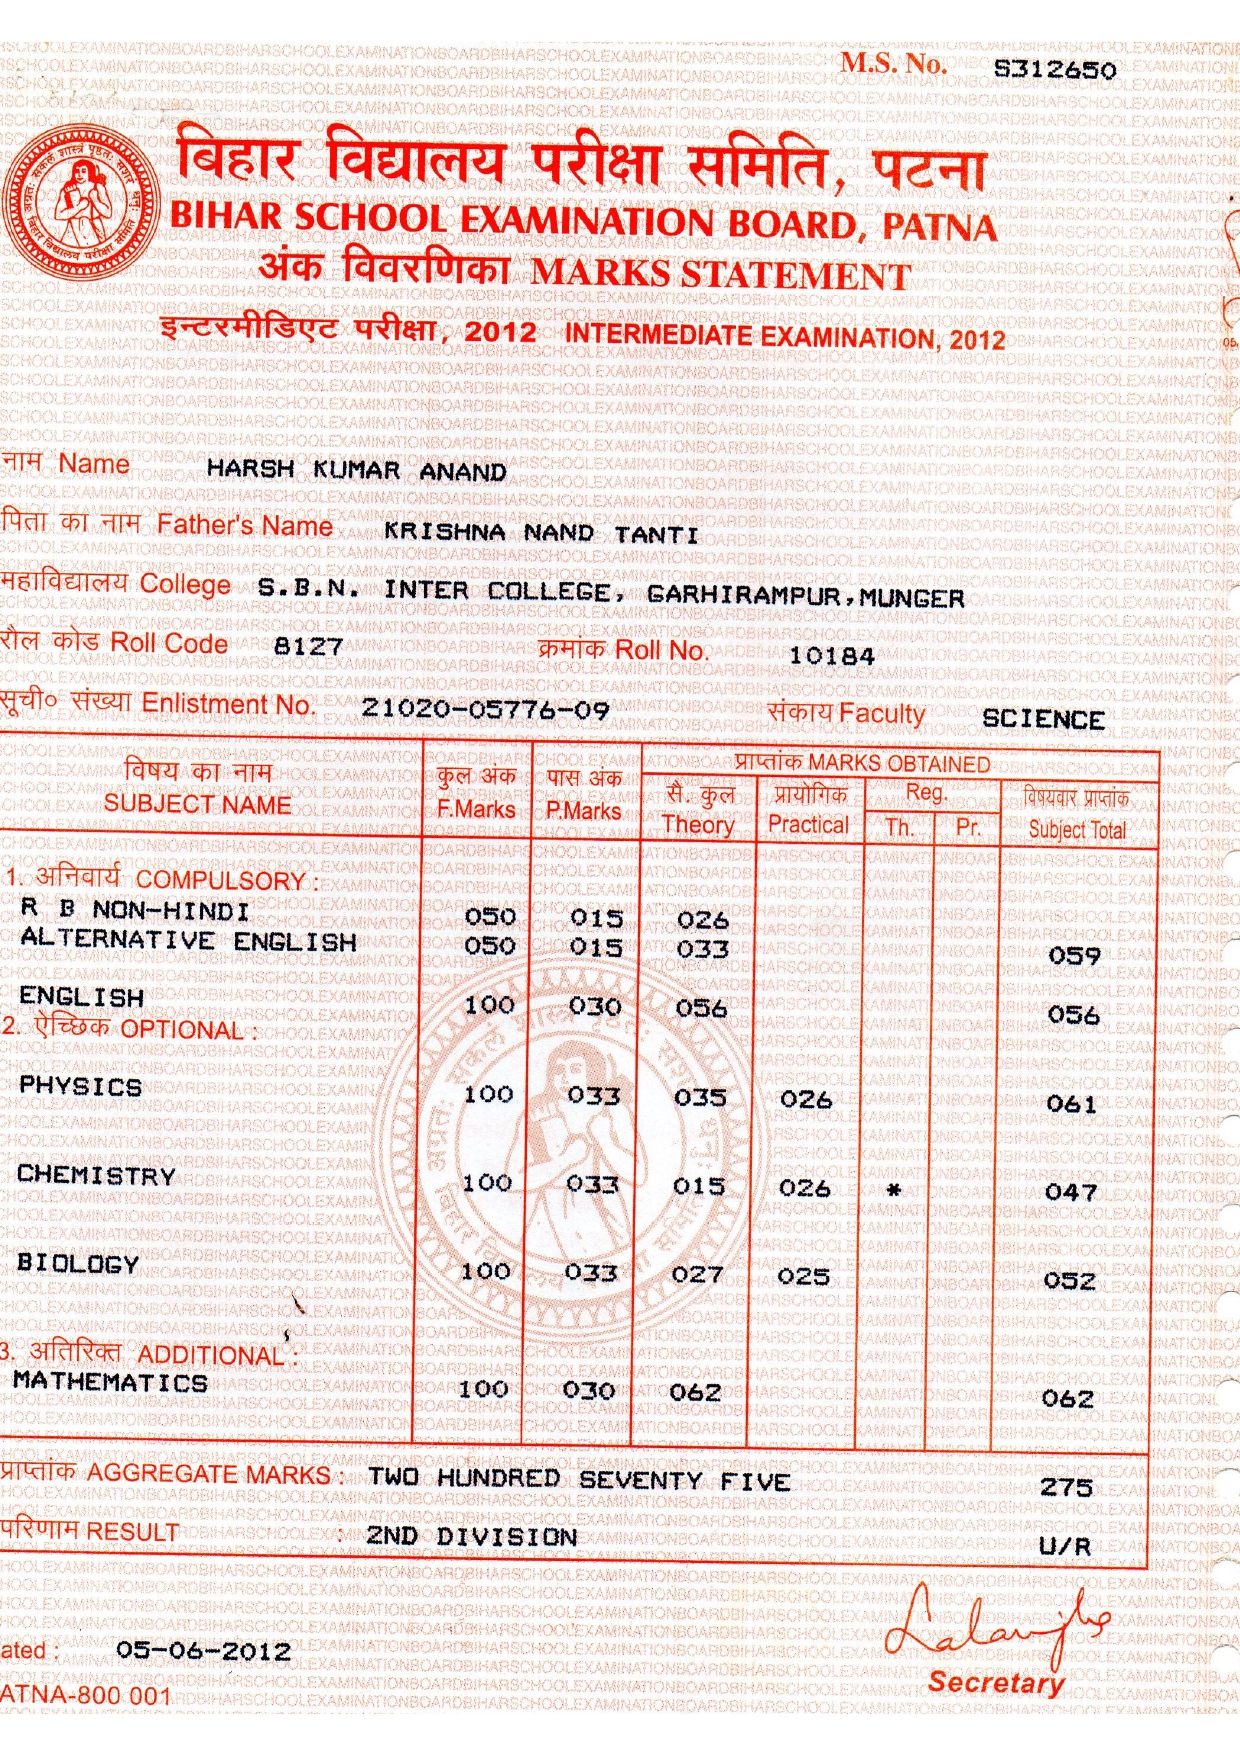 M.S. No. S312650
बिहार विद्यालय परीक्षा समिति, पटना
BIHAR SCHOOL EXAMINATION BOARD, PATNA
अंक विवरणिका MARKS STATEMENT
इन्टरमीडिएट परीक्षा, 2012 INTERMEDIATE EXAMINATION, 2012
नाम Name HARSH KUMAR ANAND
पिता का नाम Father's Name KRISHNA NAND TANTI
महाविद्यालय College S.B.N. INTER COLLEGE, GARHIRAMPUR,MUNGER
रौल कोड Roll Code 8127 क्रमांक Roll No. 10184
सूची० संख्या Enlistment No. 21020-05776-09 संकाय Faculty SCIENCE
विषय का नाम कुल अंक पास अंक प्राप्तांक MARKS OBTAINED
SUBJECT NAME F.Marks P.Marks सै. कुल प्रायोगिक Reg. विषयवार प्राप्तांक
Theory Practical Th. Pr. Subject Total
1. अनिवार्य COMPULSORY :
R B NON-HINDI 050 015 026
ALTERNATIVE ENGLISH 050 015 033 059
ENGLISH 100 030 056 056
2. ऐच्छिक OPTIONAL :
PHYSICS 100 033 035 026 061
CHEMISTRY 100 033 015 026 * 047
BIOLOGY 100 033 027 025 052
3. अतिरिक्त ADDITIONAL :
MATHEMATICS 100 030 062 062
प्राप्तांक AGGREGATE MARKS : TWO HUNDRED SEVENTY FIVE 275
परिणाम RESULT : 2ND DIVISION U/R
ated : 05-06-2012
Secretary
ATNA-800 001